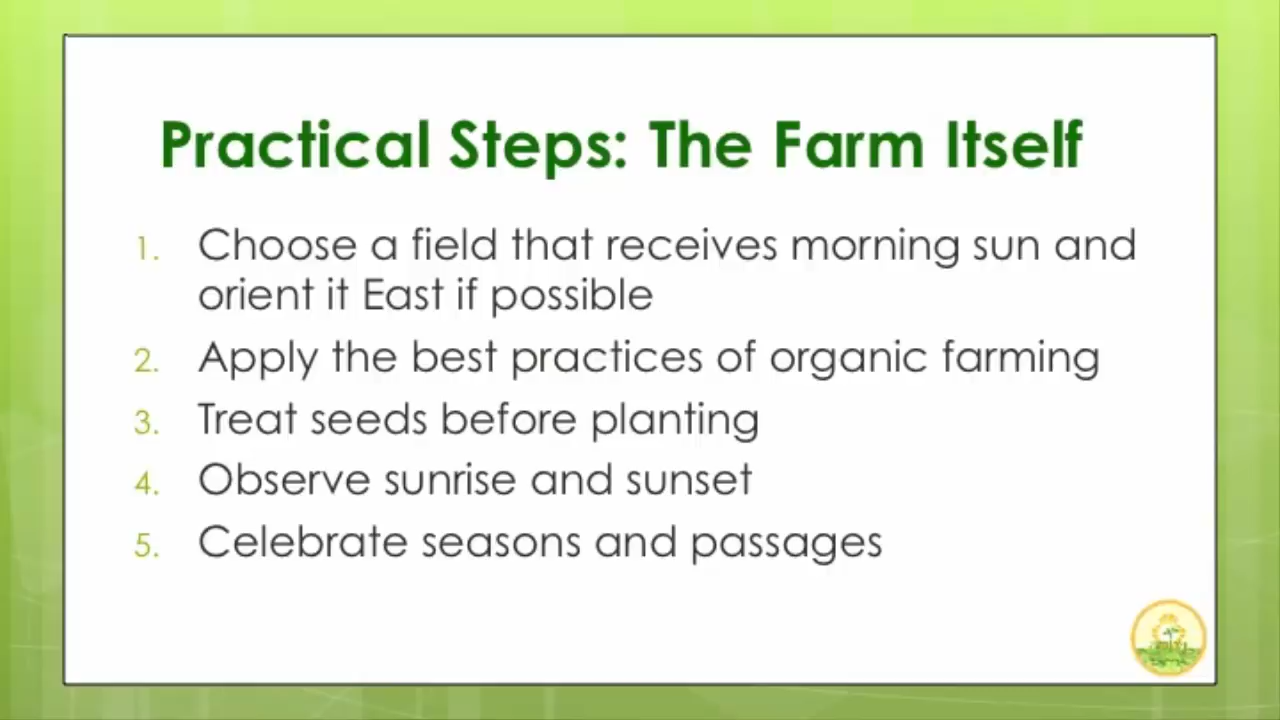 Practical Steps: The Farm Itself
1. Choose a field that receives morning sun and
orient it East if possible
2. Apply the best practices of organic farming
3. Treat seeds before planting
4. Observe sunrise and sunset
5. Celebrate seasons and passages